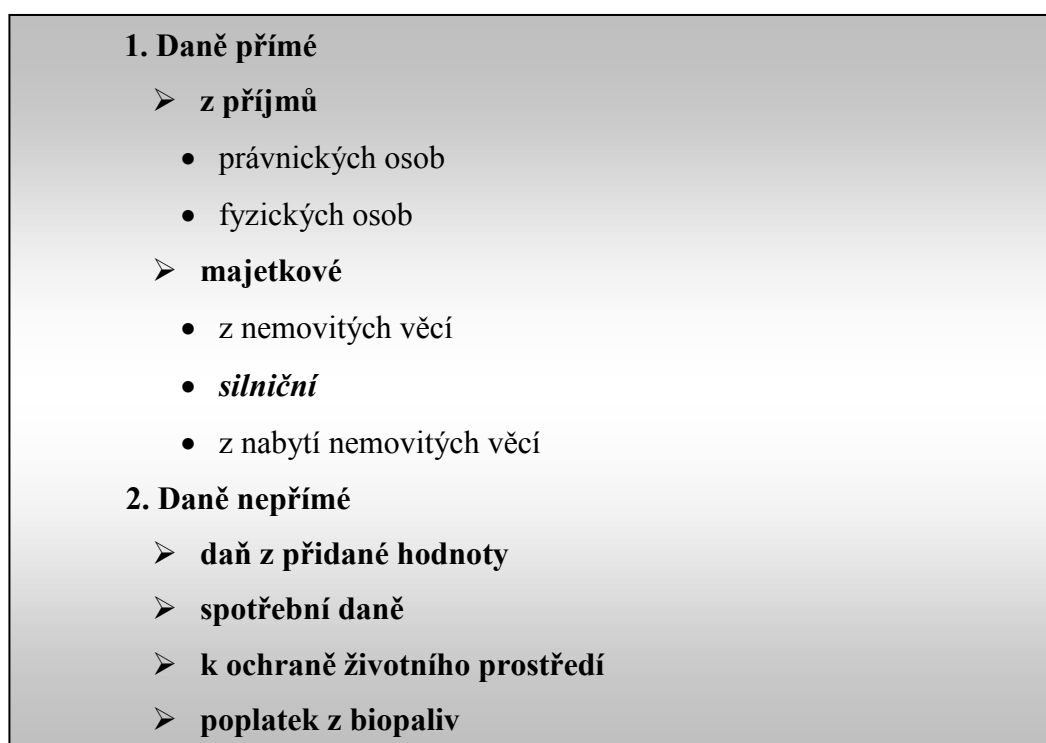 1. Daně přímé
➢ z příjmů
• právnických osob
• fyzických osob
➢ majetkové
• z nemovitých věcí
• silniční
• z nabytí nemovitých věcí
2. Daně nepřímé
➢ daň z přidané hodnoty
➢ spotřební daně
➢ k ochraně životního prostředí
➢ poplatek z biopaliv